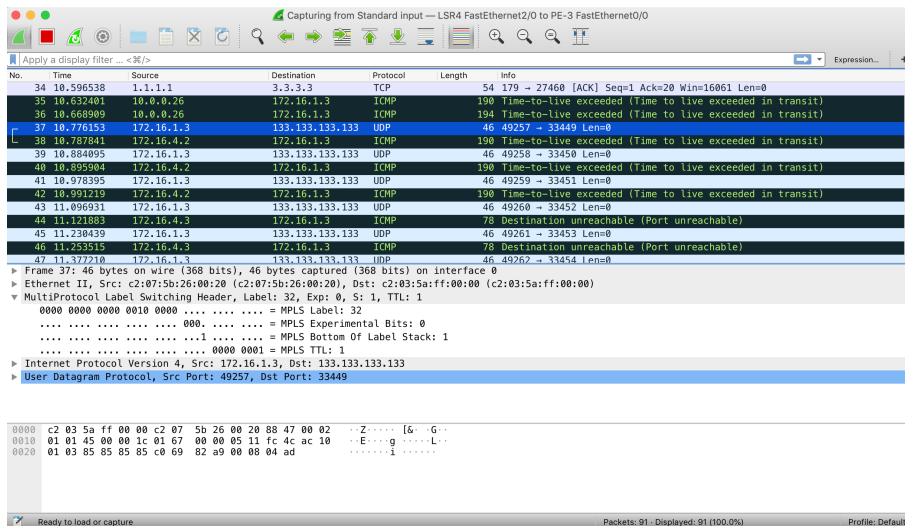 Capturing from Standard input — LSR4 FastEthernet2/0 to PE-3 FastEthernet0/0
Apply a display filter ... <⌘/>
Expression...
+
No. Time Source Destination Protocol Length Info
34 10.596538 1.1.1.1 3.3.3.3 TCP 54 179 → 27460 [ACK] Seq=1 Ack=20 Win=16061 Len=0
35 10.632401 10.0.0.26 172.16.1.3 ICMP 190 Time-to-live exceeded (Time to live exceeded in transit)
36 10.668909 10.0.0.26 172.16.1.3 ICMP 194 Time-to-live exceeded (Time to live exceeded in transit)
37 10.776153 172.16.1.3 133.133.133.133 UDP 46 49257 → 33449 Len=0
38 10.787841 172.16.4.2 172.16.1.3 ICMP 190 Time-to-live exceeded (Time to live exceeded in transit)
39 10.884095 172.16.1.3 133.133.133.133 UDP 46 49258 → 33450 Len=0
40 10.895904 172.16.4.2 172.16.1.3 ICMP 190 Time-to-live exceeded (Time to live exceeded in transit)
41 10.978395 172.16.1.3 133.133.133.133 UDP 46 49259 → 33451 Len=0
42 10.991219 172.16.4.2 172.16.1.3 ICMP 190 Time-to-live exceeded (Time to live exceeded in transit)
43 11.096931 172.16.1.3 133.133.133.133 UDP 46 49260 → 33452 Len=0
44 11.121883 172.16.4.3 172.16.1.3 ICMP 78 Destination unreachable (Port unreachable)
45 11.230439 172.16.1.3 133.133.133.133 UDP 46 49261 → 33453 Len=0
46 11.253515 172.16.4.3 172.16.1.3 ICMP 78 Destination unreachable (Port unreachable)
47 11.377210 172.16.1.3 133.133.133.133 UDP 46 49262 → 33454 Len=0
Frame 37: 46 bytes on wire (368 bits), 46 bytes captured (368 bits) on interface 0
Ethernet II, Src: c2:07:5b:26:00:20 (c2:07:5b:26:00:20), Dst: c2:03:5a:ff:00:00 (c2:03:5a:ff:00:00)
MultiProtocol Label Switching Header, Label: 32, Exp: 0, S: 1, TTL: 1
0000 0000 0000 0010 0000 .... .... .... = MPLS Label: 32
.... .... .... .... .... 000. .... .... = MPLS Experimental Bits: 0
.... .... .... .... .... ...1 .... .... = MPLS Bottom Of Label Stack: 1
.... .... .... .... .... .... 0000 0001 = MPLS TTL: 1
Internet Protocol Version 4, Src: 172.16.1.3, Dst: 133.133.133.133
User Datagram Protocol, Src Port: 49257, Dst Port: 33449
0000 c2 03 5a ff 00 00 c2 07 5b 26 00 20 88 47 00 02 ··Z····· [&· ·G··
0010 01 01 45 00 00 1c 01 67 00 00 05 11 fc 4c ac 10 ··E····g ·····L··
0020 01 03 85 85 85 85 c0 69 82 a9 00 08 04 ad ·······i ······
Ready to load or capture
Packets: 91 · Displayed: 91 (100.0%)
Profile: Default